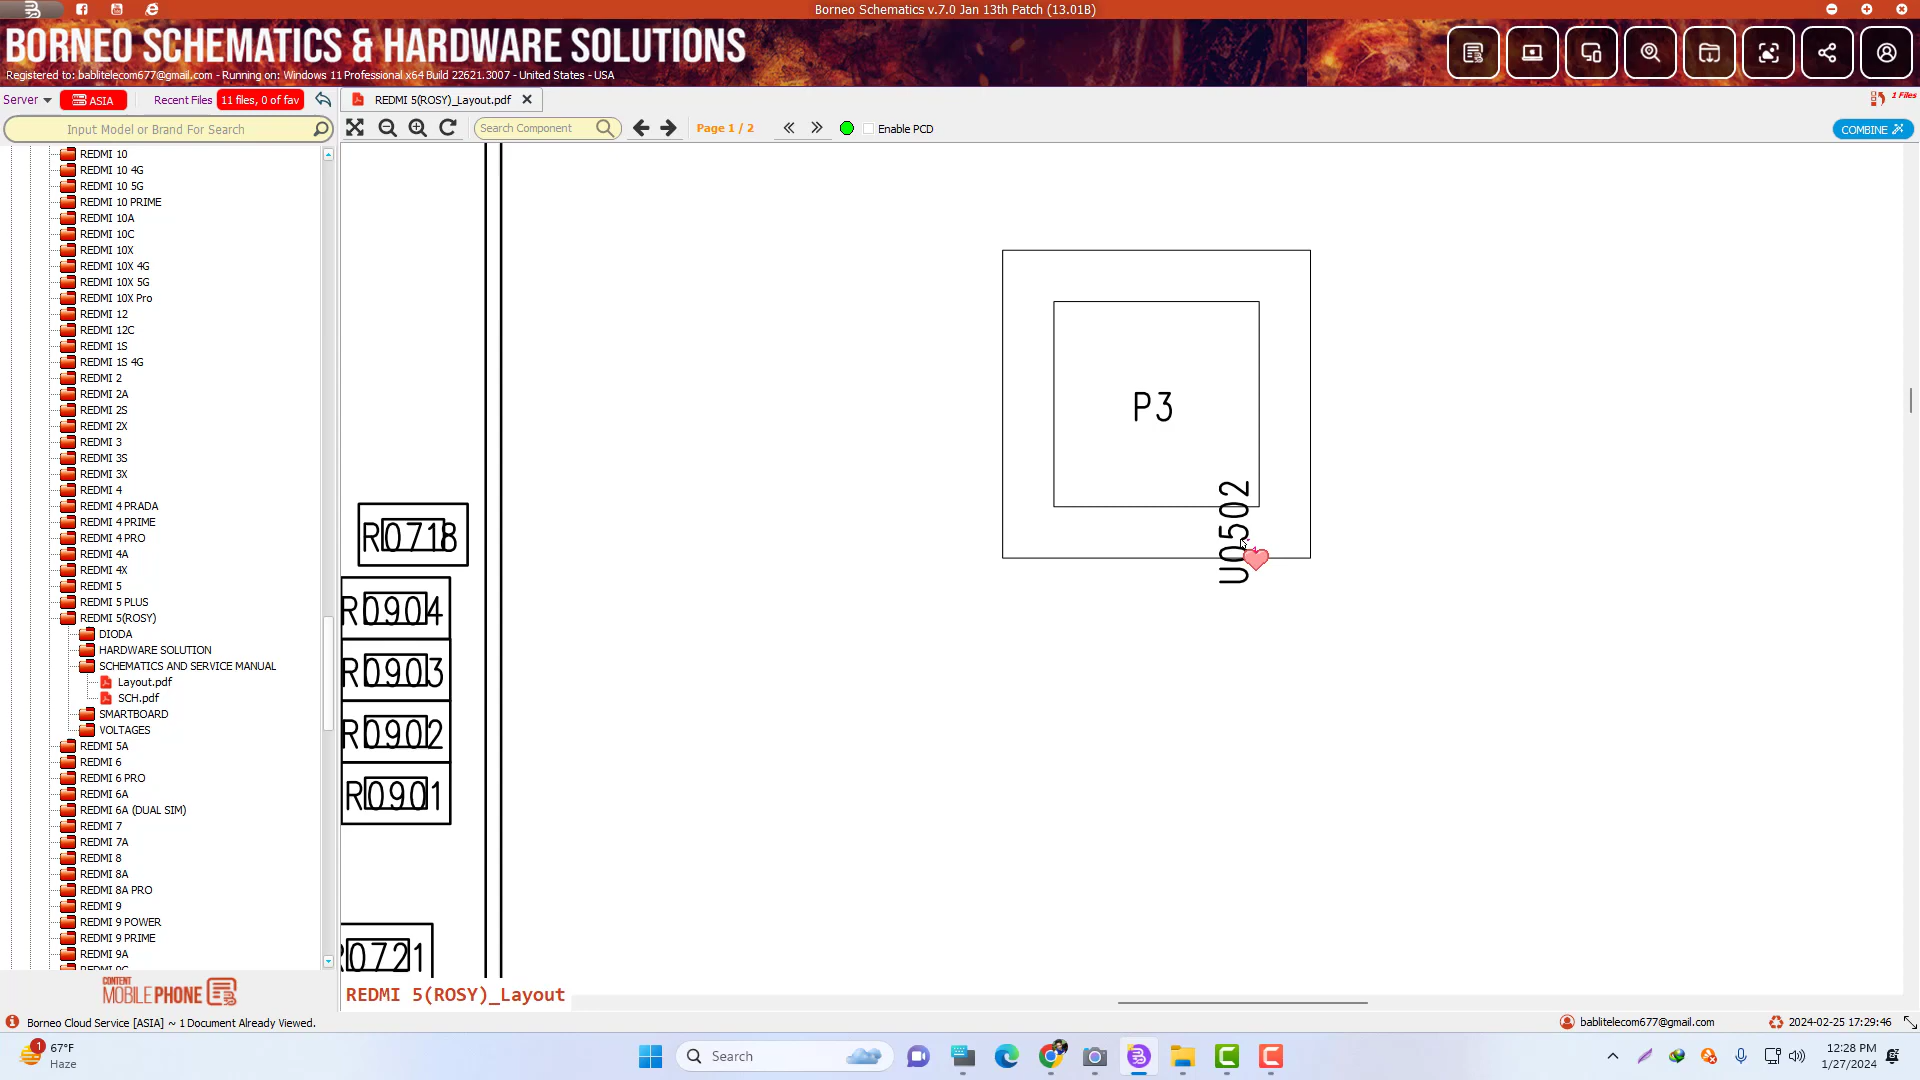 Borneo Schematics v.7.0 Jan 13th Patch (13.01B)
BORNEO SCHEMATICS & HARDWARE SOLUTIONS
Registered to: bablitelecom677@gmail.com - Running on: Windows 11 Professional x64 Build 22621.3007 - United States - USA
Server
ASIA
Recent Files
11 files, 0 of fav
REDMI 5(ROSY)_Layout.pdf
1 Files
Input Model or Brand For Search
Search Component
Page 1 / 2
Enable PCD
COMBINE
REDMI 10
REDMI 10 4G
REDMI 10 5G
REDMI 10 PRIME
REDMI 10A
REDMI 10C
REDMI 10X
REDMI 10X 4G
REDMI 10X 5G
REDMI 10X Pro
REDMI 12
REDMI 12C
REDMI 1S
REDMI 1S 4G
REDMI 2
REDMI 2A
REDMI 2S
REDMI 2X
REDMI 3
REDMI 3S
REDMI 3X
REDMI 4
REDMI 4 PRADA
REDMI 4 PRIME
REDMI 4 PRO
REDMI 4A
REDMI 4X
REDMI 5
REDMI 5 PLUS
REDMI 5(ROSY)
DIODA
HARDWARE SOLUTION
SCHEMATICS AND SERVICE MANUAL
Layout.pdf
SCH.pdf
SMARTBOARD
VOLTAGES
REDMI 5A
REDMI 6
REDMI 6 PRO
REDMI 6A
REDMI 6A (DUAL SIM)
REDMI 7
REDMI 7A
REDMI 8
REDMI 8A
REDMI 8A PRO
REDMI 9
REDMI 9 POWER
REDMI 9 PRIME
REDMI 9A
REDMI 9C
CONTENT
MOBILE PHONE
R0718
R0904
R0903
R0902
R0901
R0721
P3
U0502
REDMI 5(ROSY)_Layout
Borneo Cloud Service [ASIA] ~ 1 Document Already Viewed.
bablitelecom677@gmail.com
2024-02-25 17:29:46
1
67°F
Haze
Search
12:28 PM
1/27/2024